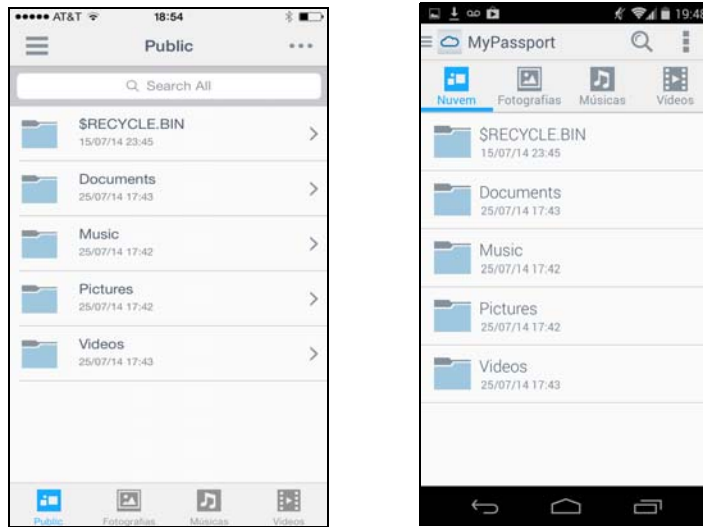 AT&T 18:54
Public
Search All
$RECYCLE.BIN
15/07/14 23:45
Documents
25/07/14 17:43
Music
25/07/14 17:42
Pictures
25/07/14 17:42
Videos
25/07/14 17:43
Public Fotografias Músicas Vídeos
19:48
MyPassport
Nuvem Fotografias Músicas Vídeos
$RECYCLE.BIN
15/07/14 23:45
Documents
25/07/14 17:43
Music
25/07/14 17:42
Pictures
25/07/14 17:42
Videos
25/07/14 17:43